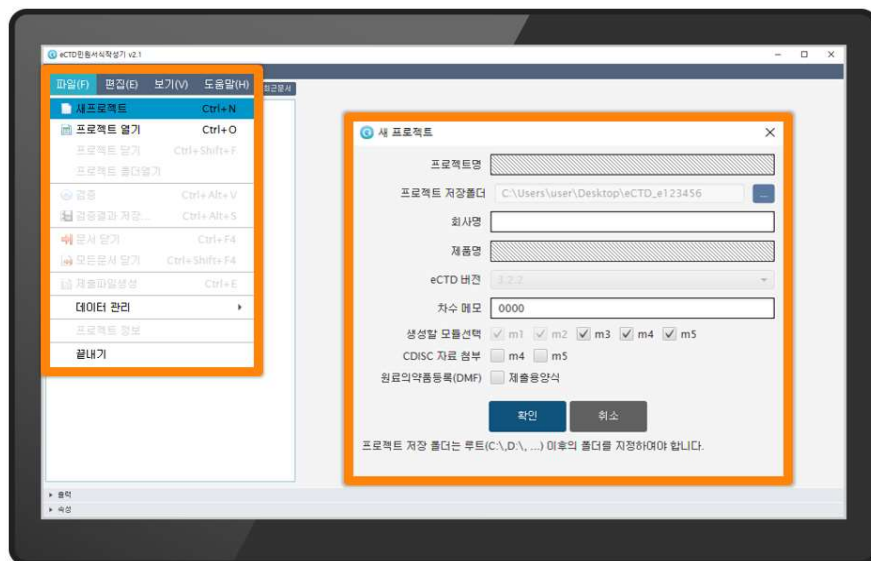 eCTD민원서식작성기 v2.1
파일(F) 편집(E) 보기(V) 도움말(H)
최근문서
새프로젝트 Ctrl+N
프로젝트 열기 Ctrl+O
프로젝트 닫기 Ctrl+Shift+F
프로젝트 폴더열기
검증 Ctrl+Alt+V
검증결과 저장... Ctrl+Alt+S
문서 닫기 Ctrl+F4
모든문서 닫기 Ctrl+Shift+F4
제출파일생성 Ctrl+E
데이터 관리
프로젝트 정보
끝내기
새 프로젝트
프로젝트명
프로젝트 저장폴더 C:\Users\user\Desktop\eCTD_e123456 ...
회사명
제품명
eCTD 버전 3.2.2
차수 메모 0000
생성할 모듈선택 m1 m2 m3 m4 m5
CDISC 자료 첨부 m4 m5
원료의약품등록(DMF) 제출용양식
확인 취소
프로젝트 저장 폴더는 루트(C:\,D:\, ...) 이후의 폴더를 지정하여야 합니다.
출력
속성